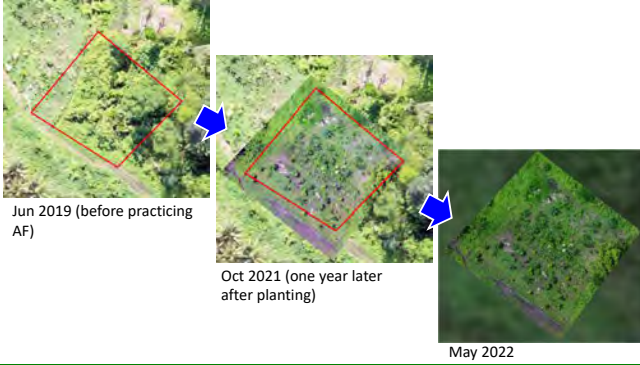 Jun 2019 (before practicing
AF)
Oct 2021 (one year later
after planting)
May 2022